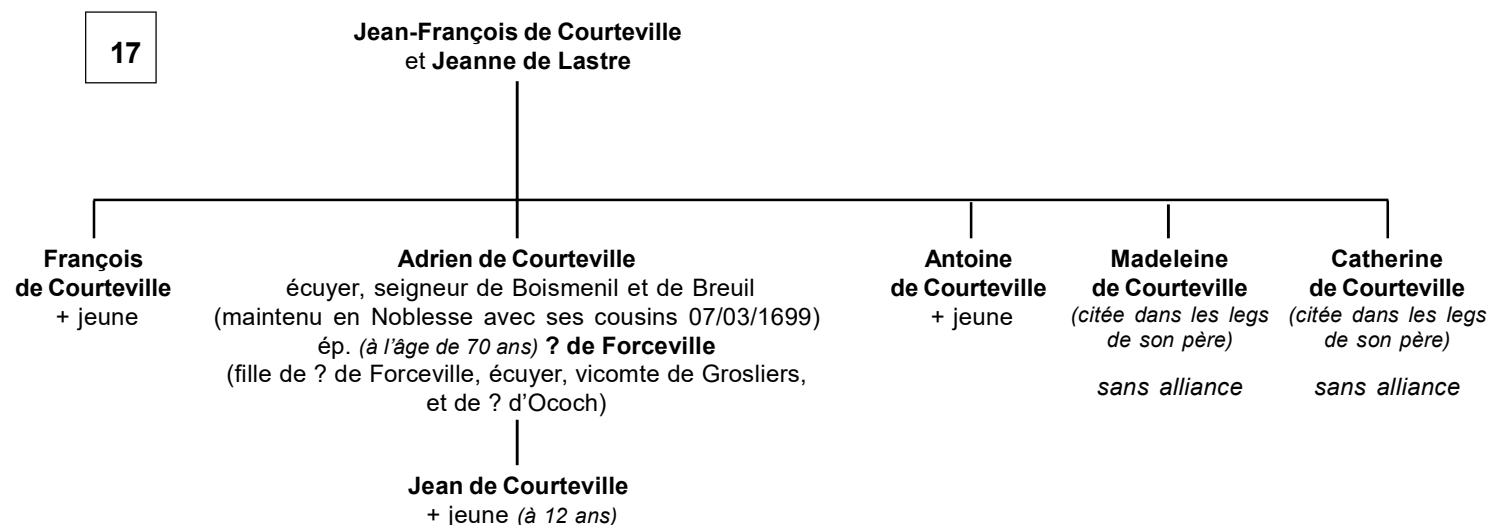 17
Jean-François de Courteville
et Jeanne de Lastre
François
de Courteville
+ jeune
Adrien de Courteville
écuyer, seigneur de Boismenil et de Breuil
(maintenu en Noblesse avec ses cousins 07/03/1699)
ép. (à l'âge de 70 ans) ? de Forceville
(fille de ? de Forceville, écuyer, vicomte de Grosliers,
et de ? d'Ococh)
Antoine
de Courteville
+ jeune
Madeleine
de Courteville
(citée dans les legs
de son père)
sans alliance
Catherine
de Courteville
(citée dans les legs
de son père)
sans alliance
Jean de Courteville
+ jeune (à 12 ans)